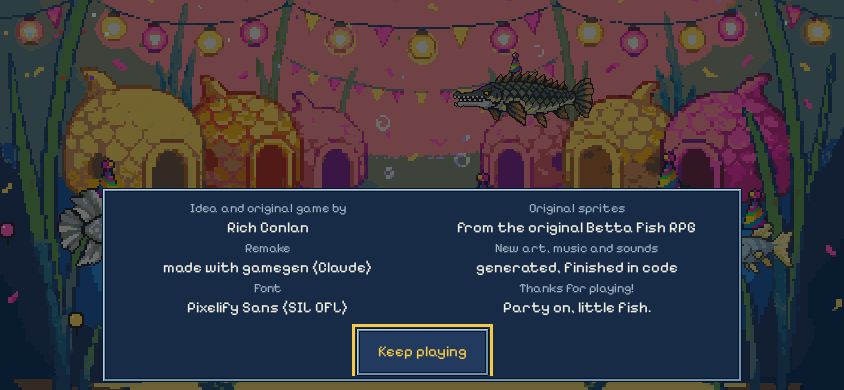 Idea and original game by
Rich Conlan
Remake
made with gamegen (Claude)
Font
Pixelify Sans (SIL OFL)
Original sprites
from the original Betta Fish RPG
New art, music and sounds
generated, finished in code
Thanks for playing!
Party on, little fish.
Keep playing